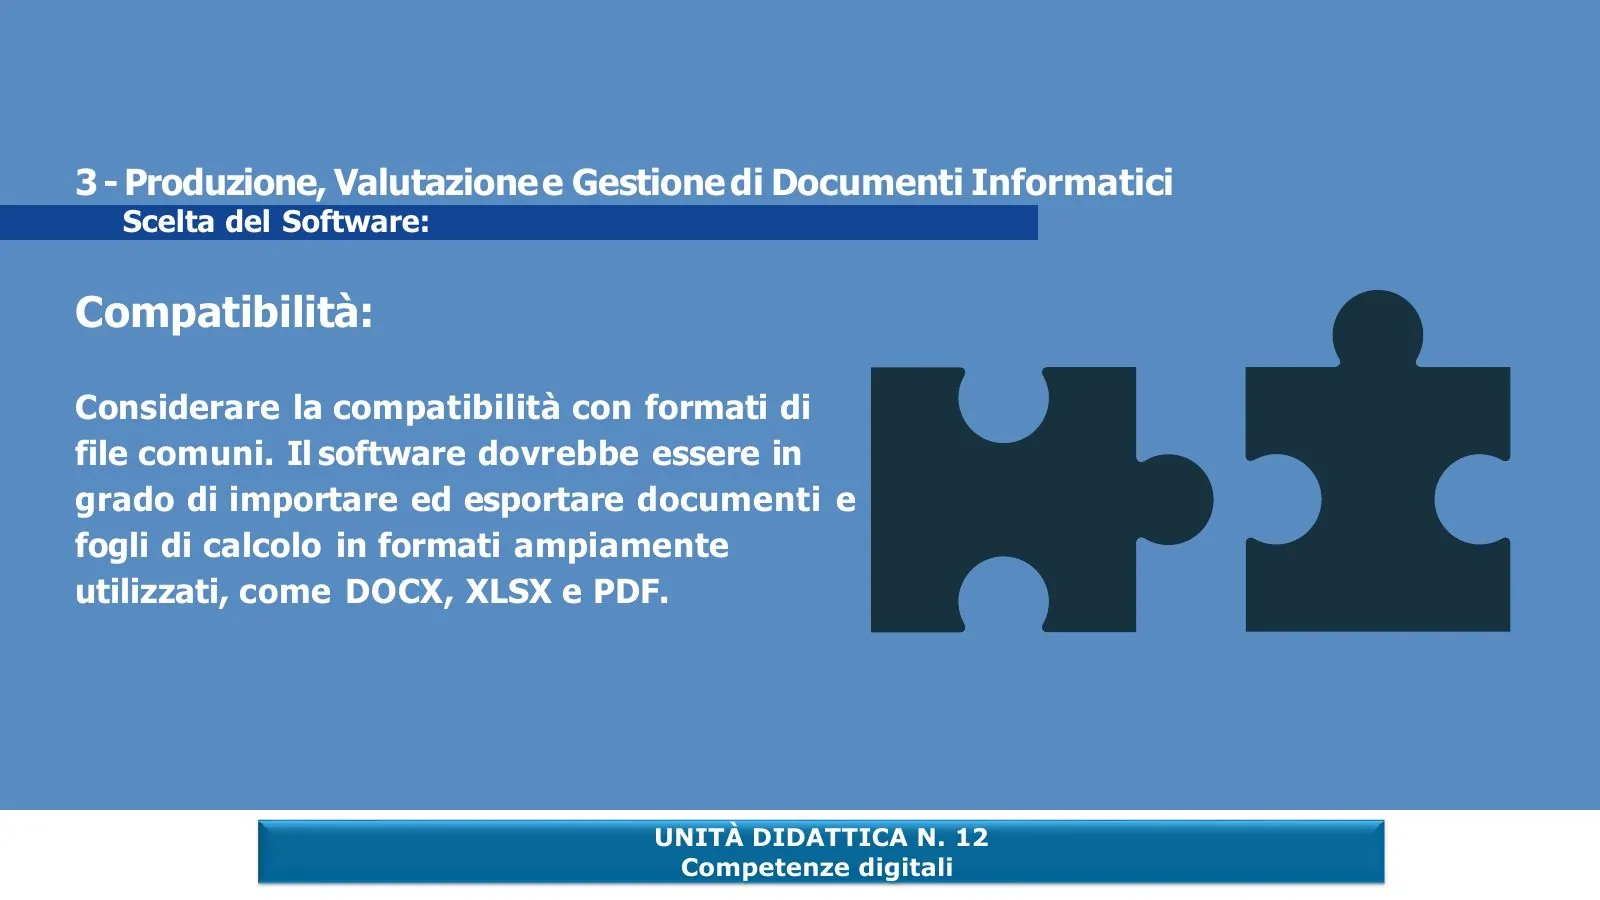 3 - Produzione, Valutazione e Gestione di Documenti Informatici
Scelta del Software:
Compatibilità:
Considerare la compatibilità con formati di
file comuni. Il software dovrebbe essere in
grado di importare ed esportare documenti e
fogli di calcolo in formati ampiamente
utilizzati, come DOCX, XLSX e PDF.
UNITÀ DIDATTICA N. 12
Competenze digitali